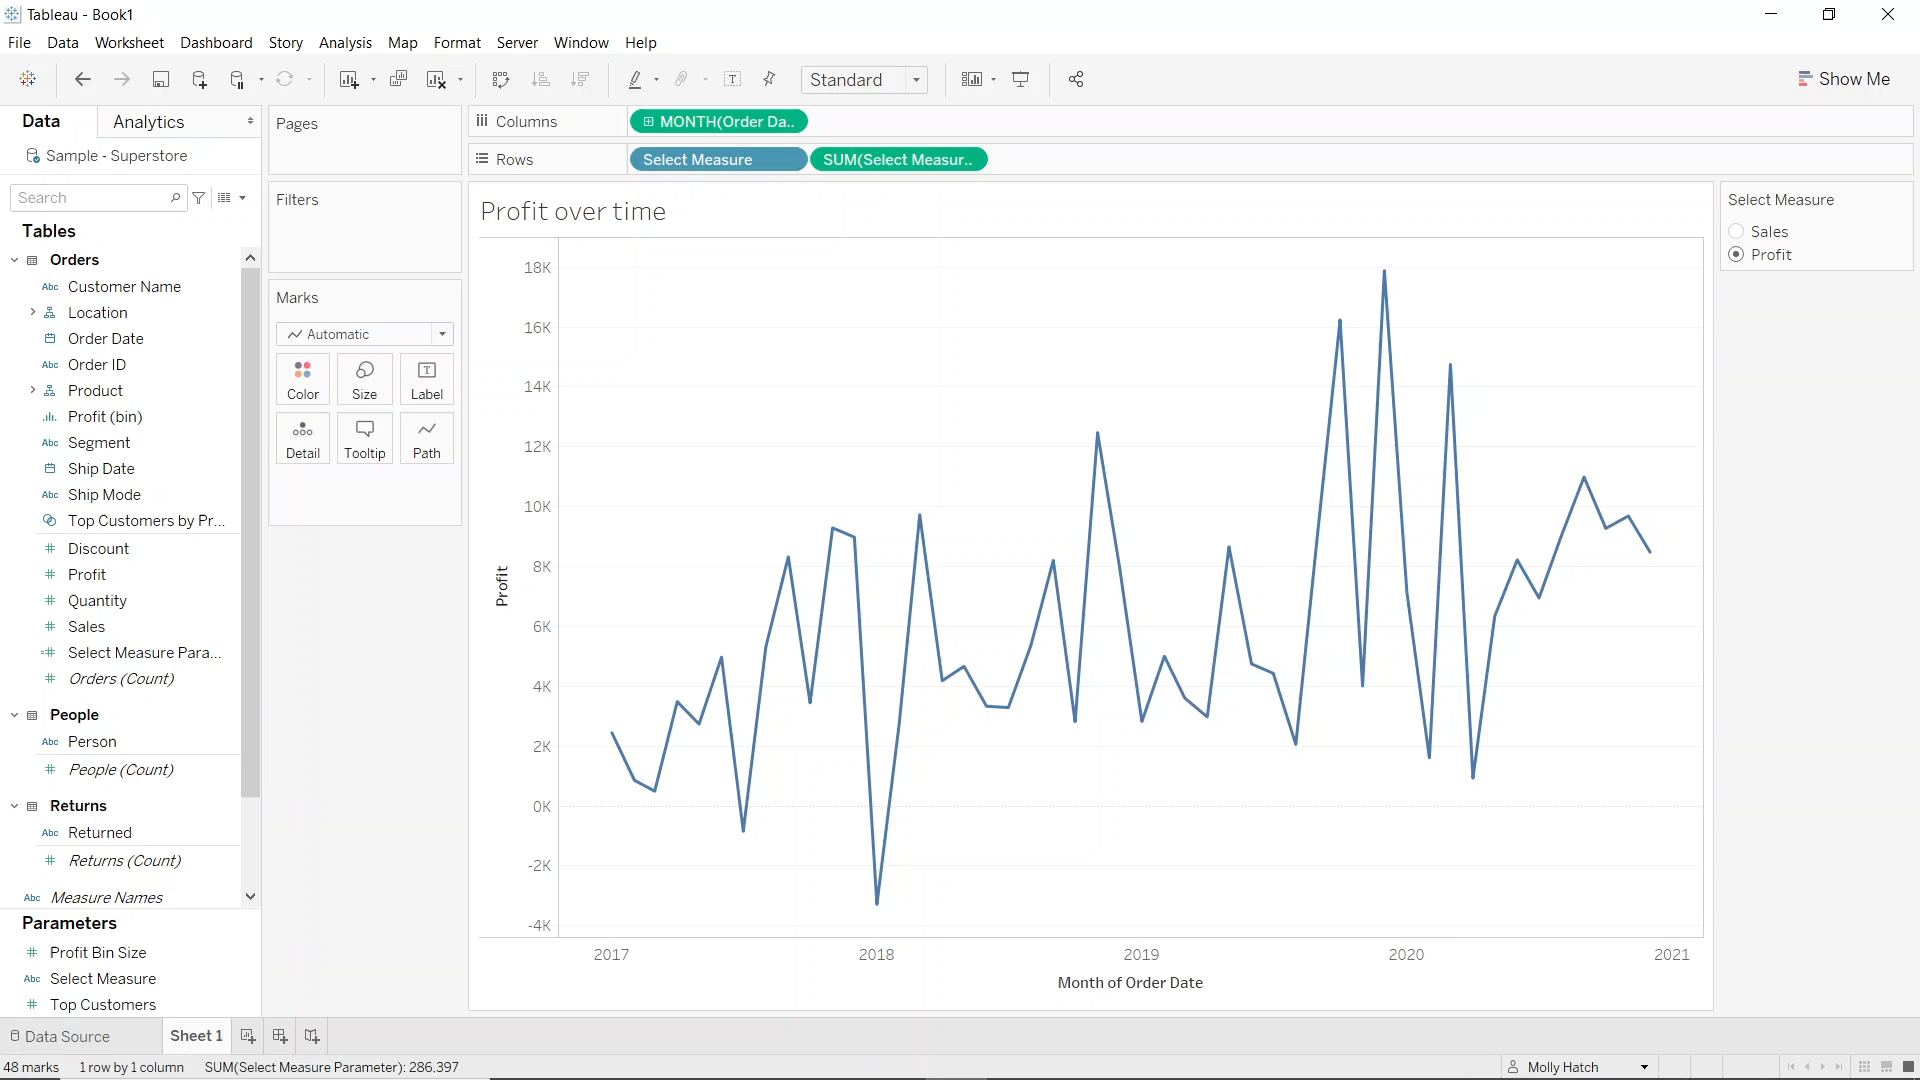 Tableau - Book1
File Data Worksheet Dashboard Story Analysis Map Format Server Window Help
Standard
Show Me
Data
Analytics
Sample - Superstore
Search
Tables
Orders
Abc Customer Name
Location
Order Date
Abc Order ID
Product
Profit (bin)
Abc Segment
Ship Date
Abc Ship Mode
Top Customers by Pr...
# Discount
# Profit
# Quantity
# Sales
=# Select Measure Para...
# Orders (Count)
People
Abc Person
# People (Count)
Returns
Abc Returned
# Returns (Count)
Abc Measure Names
Parameters
# Profit Bin Size
Abc Select Measure
# Top Customers
Pages
Filters
Marks
Automatic
Color Size Label
Detail Tooltip Path
Columns
MONTH(Order Da..
Rows
Select Measure
SUM(Select Measur..
Profit over time
18K
16K
14K
12K
10K
8K
6K
4K
2K
0K
-2K
-4K
Profit
2017 2018 2019 2020 2021
Month of Order Date
Select Measure
Sales
Profit
Data Source
Sheet 1
48 marks 1 row by 1 column SUM(Select Measure Parameter): 286,397
Molly Hatch